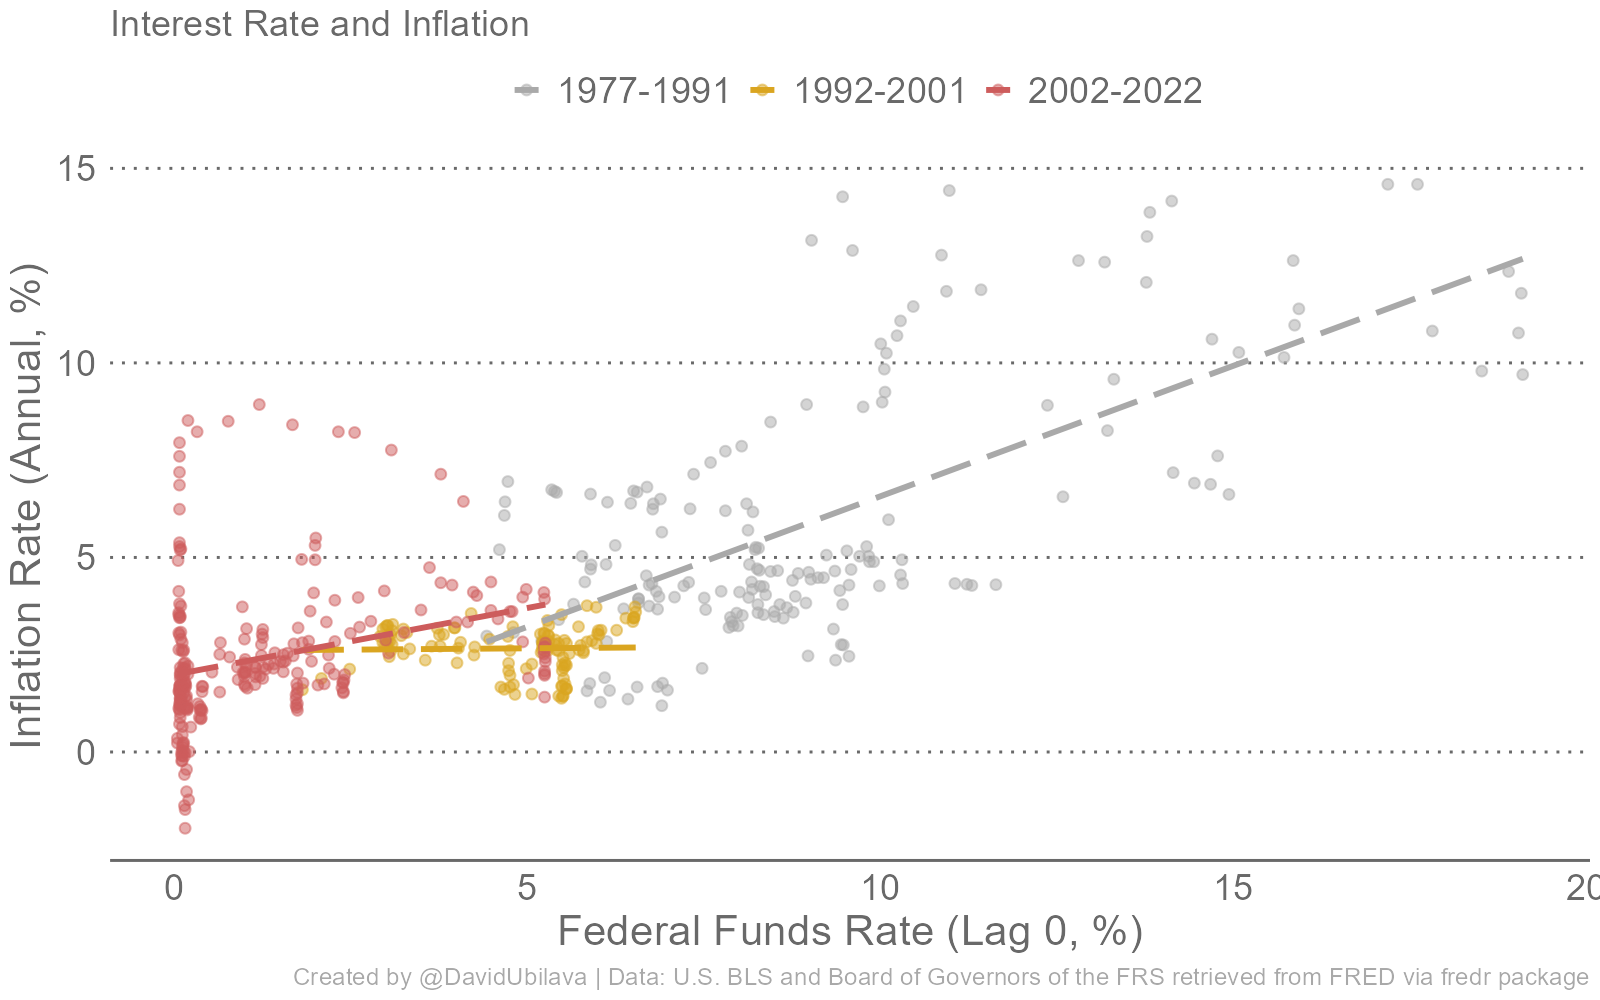 Interest Rate and Inflation
1977-1991 1992-2001 2002-2022
15
10
5
0
Inflation Rate (Annual, %)
0 5 10 15 20
Federal Funds Rate (Lag 0, %)
Created by @DavidUbilava | Data: U.S. BLS and Board of Governors of the FRS retrieved from FRED via fredr package